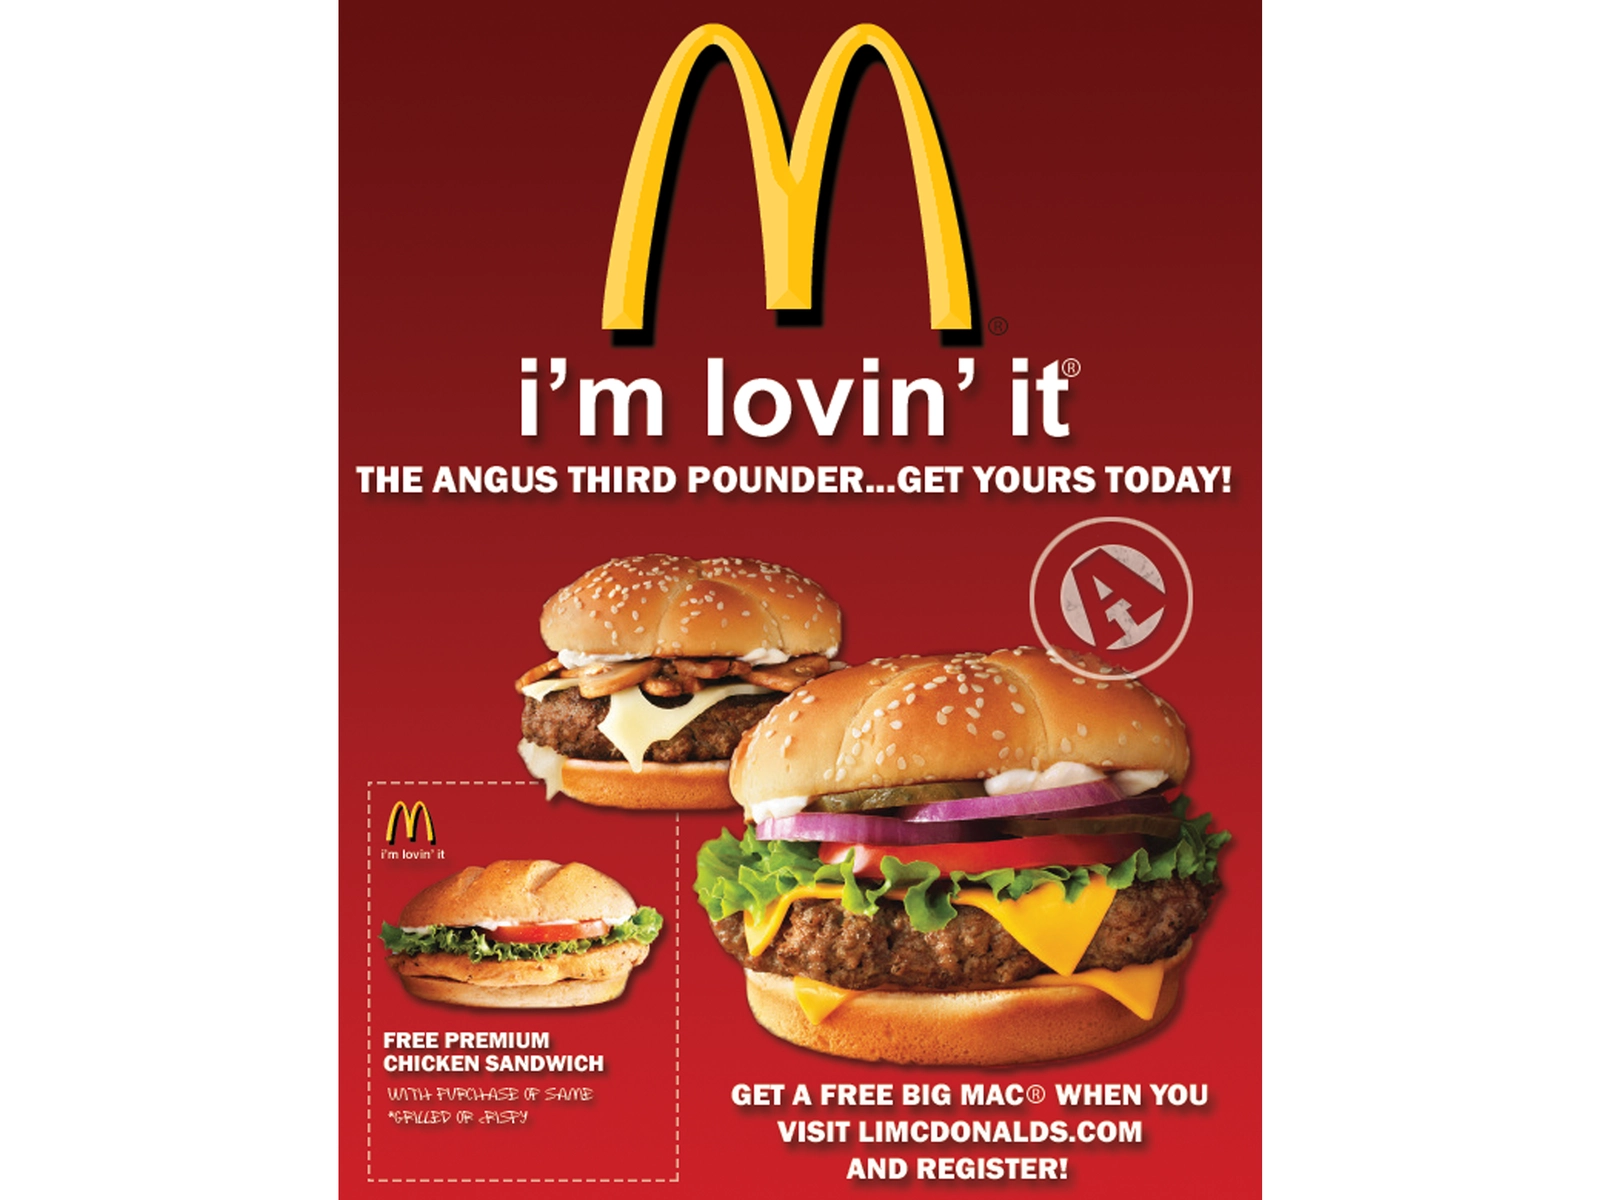 ®
i'm lovin' it®
THE ANGUS THIRD POUNDER...GET YOURS TODAY!
i'm lovin' it
FREE PREMIUM
CHICKEN SANDWICH
WITH PURCHASE OF SAME
*GRILLED OR CRISPY
GET A FREE BIG MAC® WHEN YOU
VISIT LIMCDONALDS.COM
AND REGISTER!